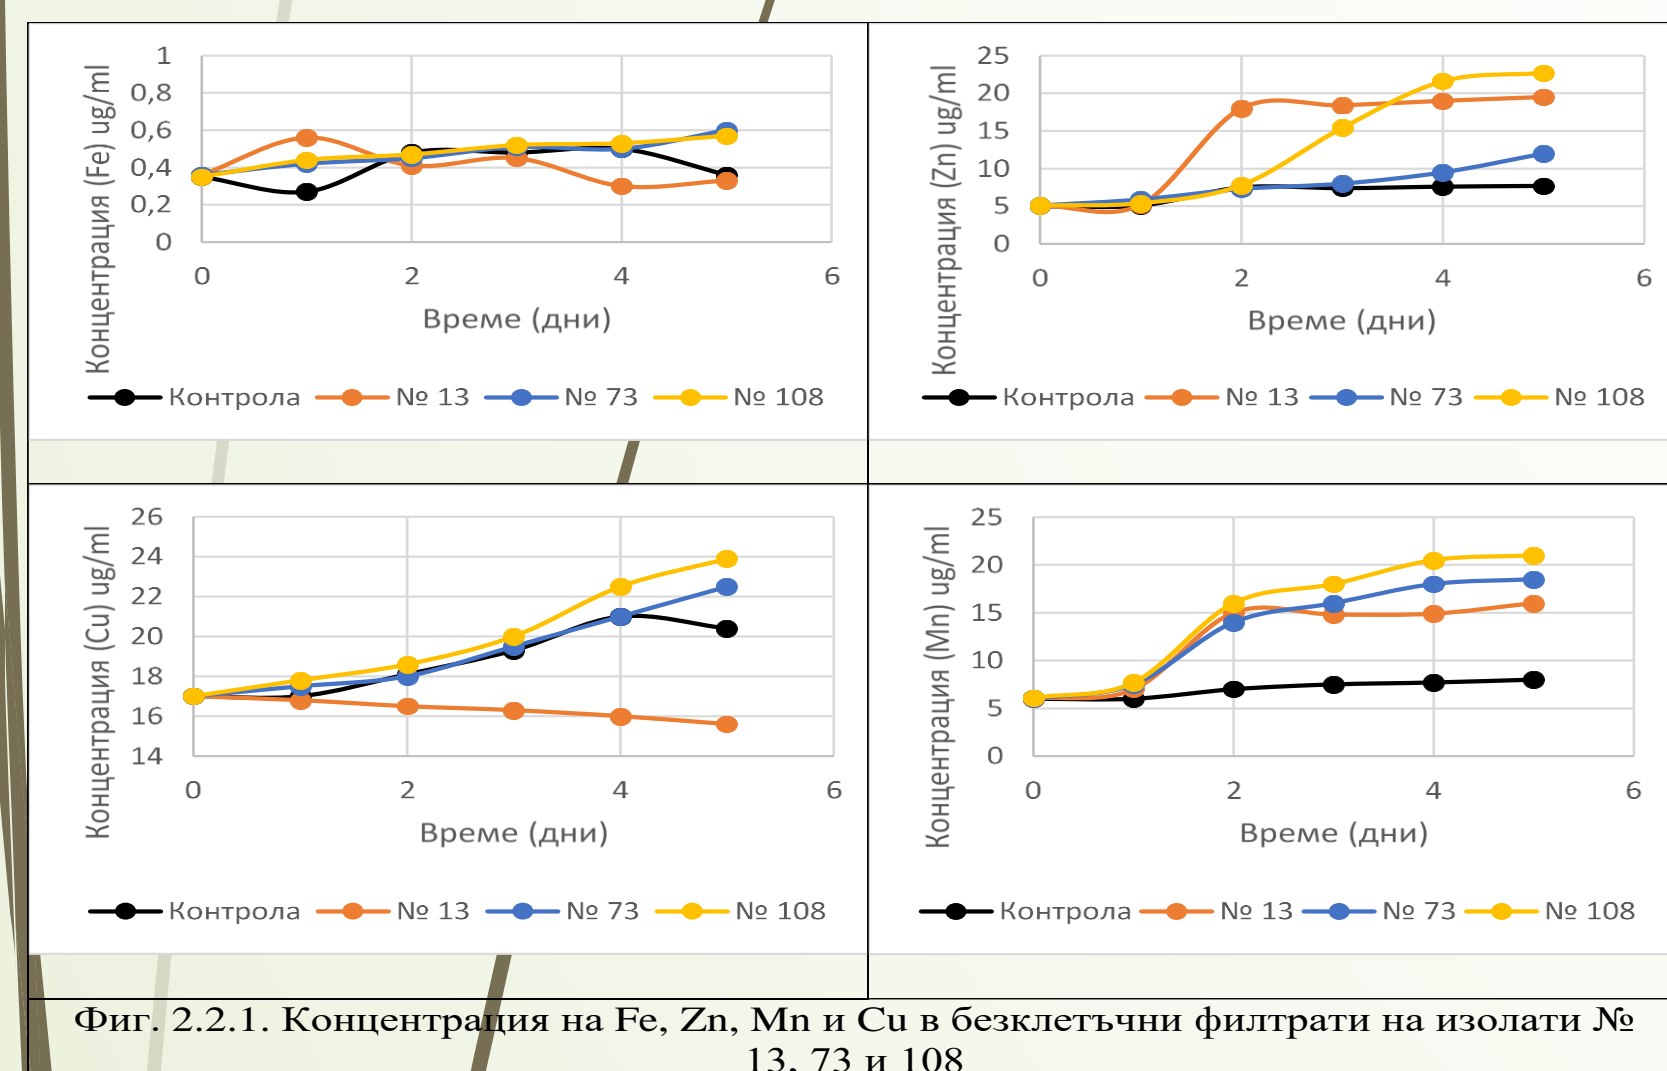 Концентрация (Fe) ug/ml
1
0,8
0,6
0,4
0,2
0
0 2 4 6
Време (дни)
Контрола № 13 № 73 № 108
Концентрация (Zn) ug/ml
25
20
15
10
5
0
0 2 4 6
Време (дни)
Контрола № 13 № 73 № 108
Концентрация (Cu) ug/ml
26
24
22
20
18
16
14
0 2 4 6
Време (дни)
Контрола № 13 № 73 № 108
Концентрация (Mn) ug/ml
25
20
15
10
5
0
0 2 4 6
Време (дни)
Контрола № 13 № 73 № 108
Фиг. 2.2.1. Концентрация на Fe, Zn, Mn и Cu в безклетъчни филтрати на изолати №
13, 73 и 108